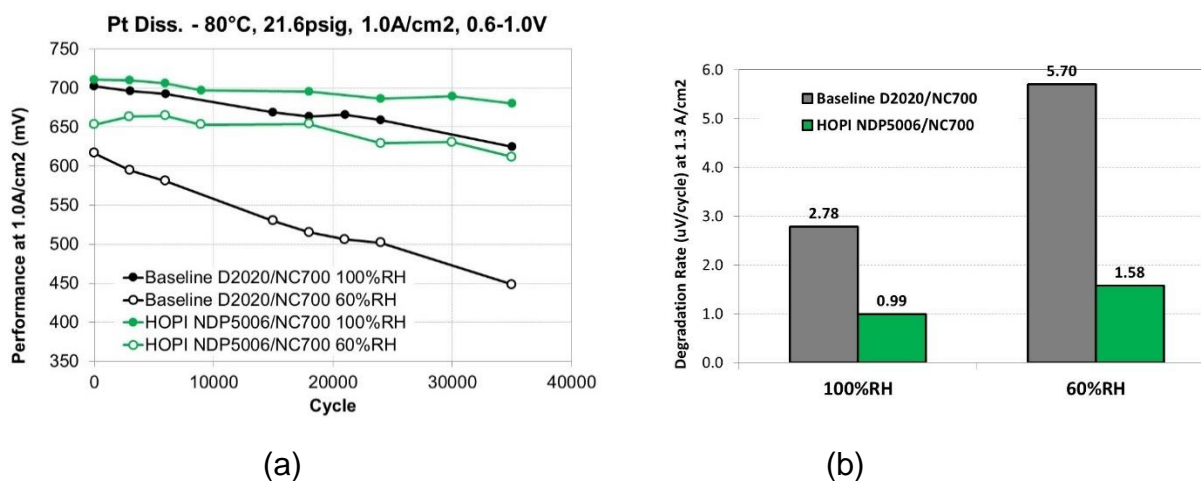 Pt Diss. - 80°C, 21.6psig, 1.0A/cm2, 0.6-1.0V
Performance at 1.0A/cm2 (mV)
750
700
650
600
550
500
450
400
350
Baseline D2020/NC700 100%RH
Baseline D2020/NC700 60%RH
HOPI NDP5006/NC700 100%RH
HOPI NDP5006/NC700 60%RH
0
10000
20000
30000
40000
Cycle
(a)
Degradation Rate (uV/cycle) at 1.3 A/cm2
6.0
5.0
4.0
3.0
2.0
1.0
0.0
Baseline D2020/NC700
HOPI NDP5006/NC700
2.78
0.99
5.70
1.58
100%RH
60%RH
(b)